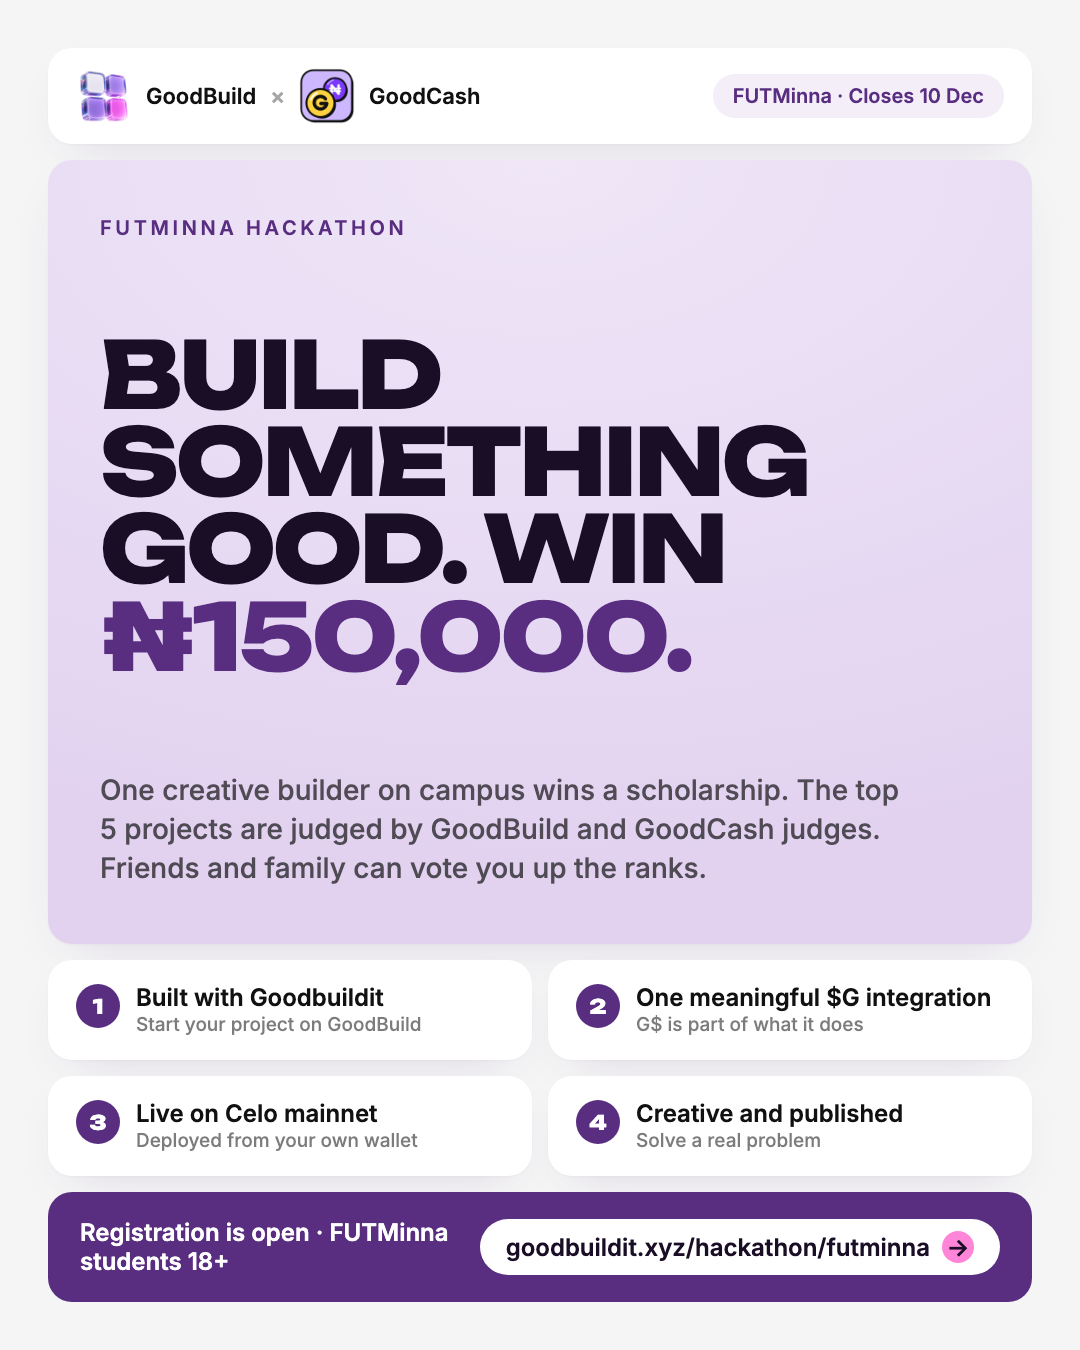 GoodBuild × GoodCash
FUTMinna · Closes 10 Dec
FUTMINNA HACKATHON
BUILD
SOMETHING
GOOD. WIN
₦150,000.
One creative builder on campus wins a scholarship. The top
5 projects are judged by GoodBuild and GoodCash judges.
Friends and family can vote you up the ranks.
1 Built with Goodbuildit
Start your project on GoodBuild
2 One meaningful $G integration
G$ is part of what it does
3 Live on Celo mainnet
Deployed from your own wallet
4 Creative and published
Solve a real problem
Registration is open · FUTMinna
students 18+
goodbuildit.xyz/hackathon/futminna →